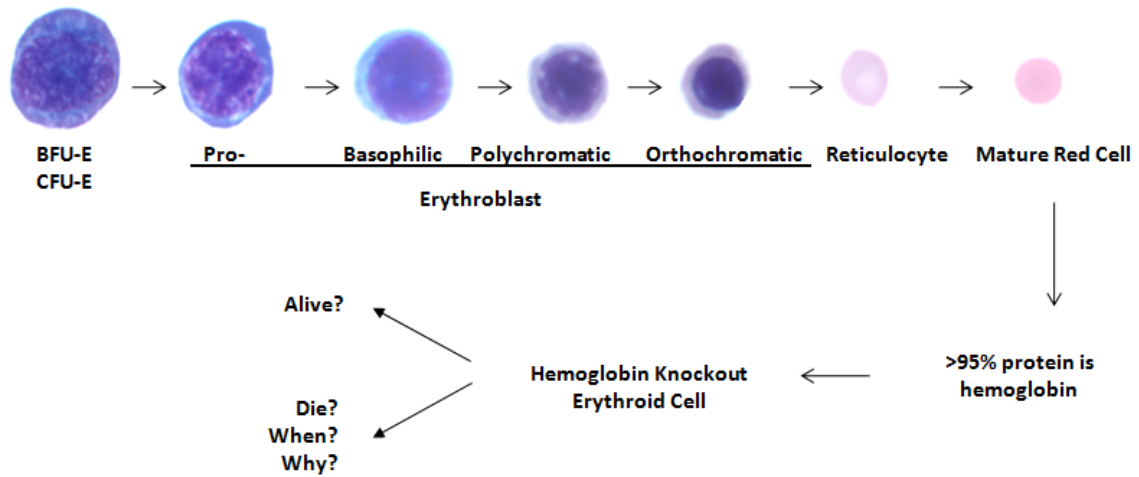 BFU-E
CFU-E
Pro-
Basophilic
Polychromatic
Orthochromatic
Reticulocyte
Mature Red Cell
Erythroblast
Alive?
Die?
When?
Why?
Hemoglobin Knockout
Erythroid Cell
>95% protein is
hemoglobin